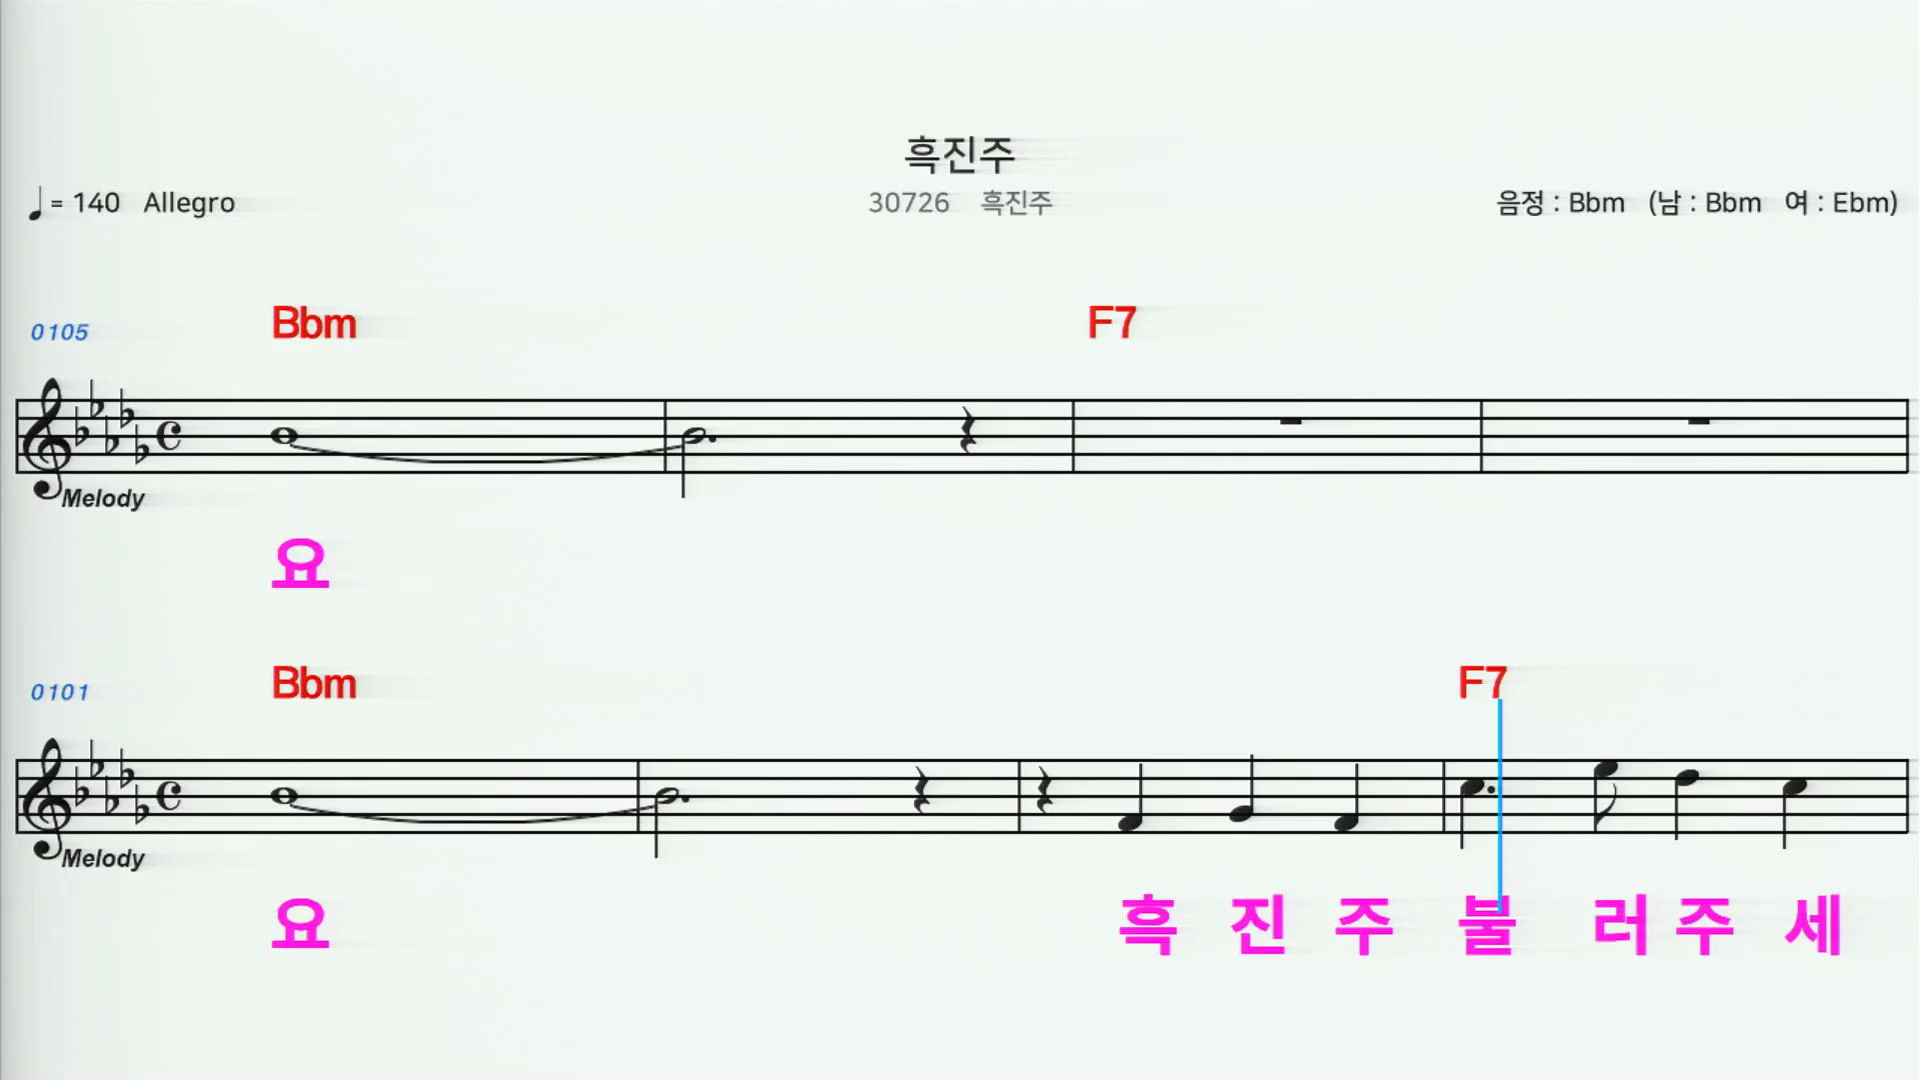 흑진주
= 140 Allegro 30726 흑진주 음정 : Bbm (남 : Bbm 여 : Ebm)
0105 Bbm F7
Melody
요
0101 Bbm F7
Melody
요 흑 진 주 불 러 주 세